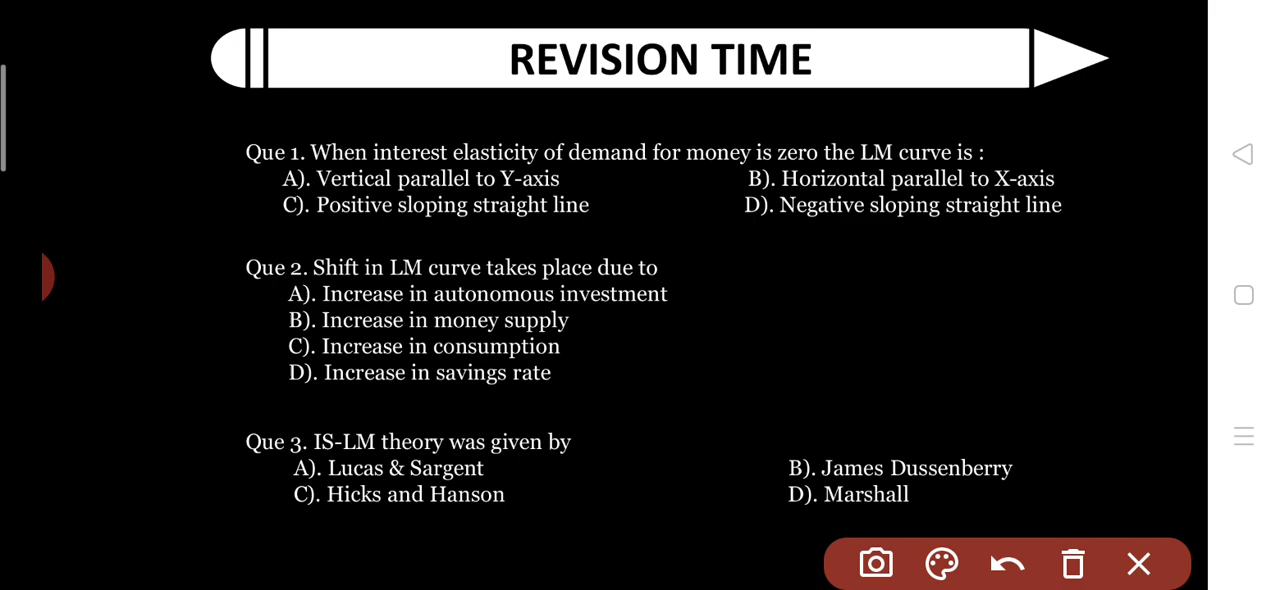 REVISION TIME
Que 1. When interest elasticity of demand for money is zero the LM curve is :
A). Vertical parallel to Y-axis B). Horizontal parallel to X-axis
C). Positive sloping straight line D). Negative sloping straight line
Que 2. Shift in LM curve takes place due to
A). Increase in autonomous investment
B). Increase in money supply
C). Increase in consumption
D). Increase in savings rate
Que 3. IS-LM theory was given by
A). Lucas & Sargent B). James Dussenberry
C). Hicks and Hanson D). Marshall